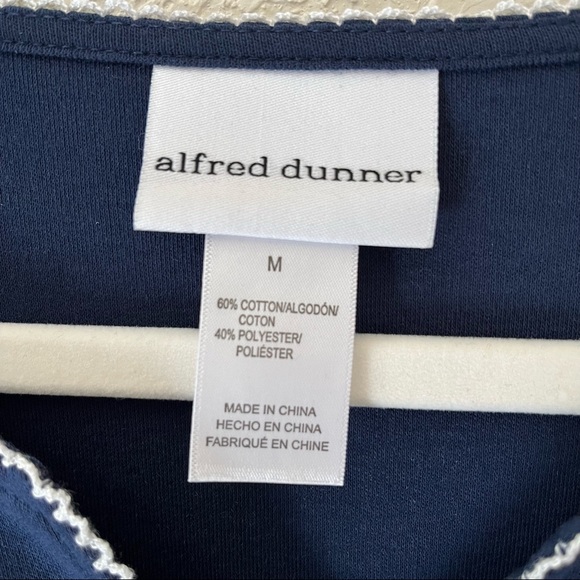 alfred dunner
M
60% COTTON/ALGODÓN/
COTON
40% POLYESTER/
POLIÉSTER
MADE IN CHINA
HECHO EN CHINA
FABRIQUÉ EN CHINE